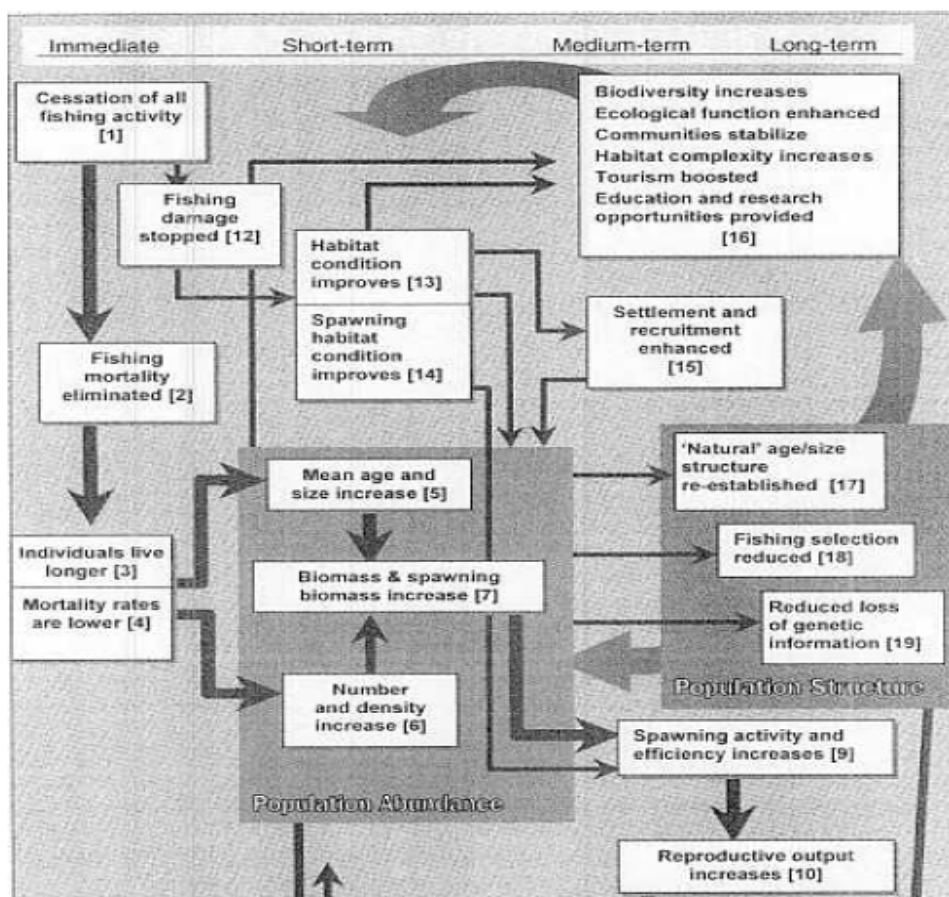 Immediate
Short-term
Medium-term
Long-term
Cessation of all
fishing activity
[1]
Biodiversity increases
Ecological function enhanced
Communities stabilize
Habitat complexity increases
Tourism boosted
Education and research
opportunities provided
[16]
Fishing
damage
stopped [12]
Habitat
condition
improves [13]
Spawning
habitat
condition
improves [14]
Settlement and
recruitment
enhanced
[15]
Fishing
mortality
eliminated [2]
Mean age and
size increase [5]
'Natural' age/size
structure
re-established [17]
Individuals live
longer [3]
Mortality rates
are lower [4]
Biomass & spawning
biomass increase [7]
Fishing selection
reduced [18]
Reduced loss
of genetic
information [19]
Population Structure
Number
and density
increase [6]
Spawning activity and
efficiency increases [9]
Population Abundance
Reproductive output
increases [10]